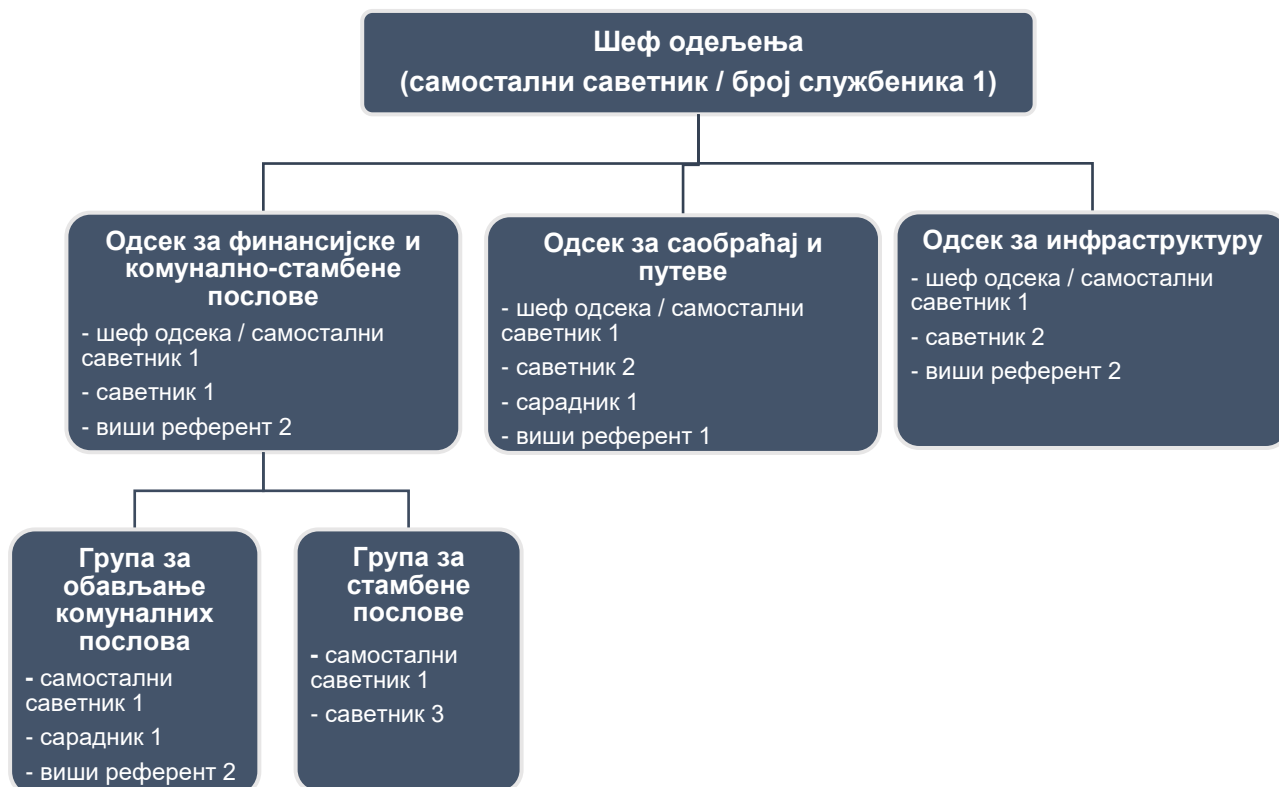 Шеф одељења
(самостални саветник / број службеника 1)
Одсек за финансијске и
комунално-стамбене
послове
- шеф одсека / самостални
саветник 1
- саветник 1
- виши референт 2
Одсек за саобраћај и
путеве
- шеф одсека / самостални
саветник 1
- саветник 2
- сарадник 1
- виши референт 1
Одсек за инфраструктуру
- шеф одсека / самостални
саветник 1
- саветник 2
- виши референт 2
Група за
обављање
комуналних
послова
- самостални
саветник 1
- сарадник 1
- виши референт 2
Група за
стамбене
послове
- самостални
саветник 1
- саветник 3